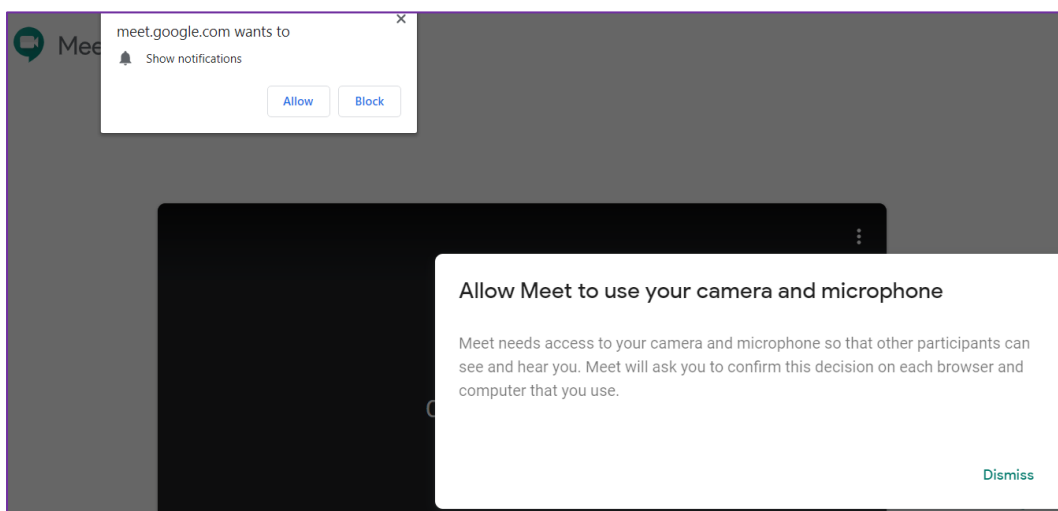 meet.google.com wants to
Show notifications
Allow Block
Allow Meet to use your camera and microphone
Meet needs access to your camera and microphone so that other participants can
see and hear you. Meet will ask you to confirm this decision on each browser and
computer that you use.
Dismiss